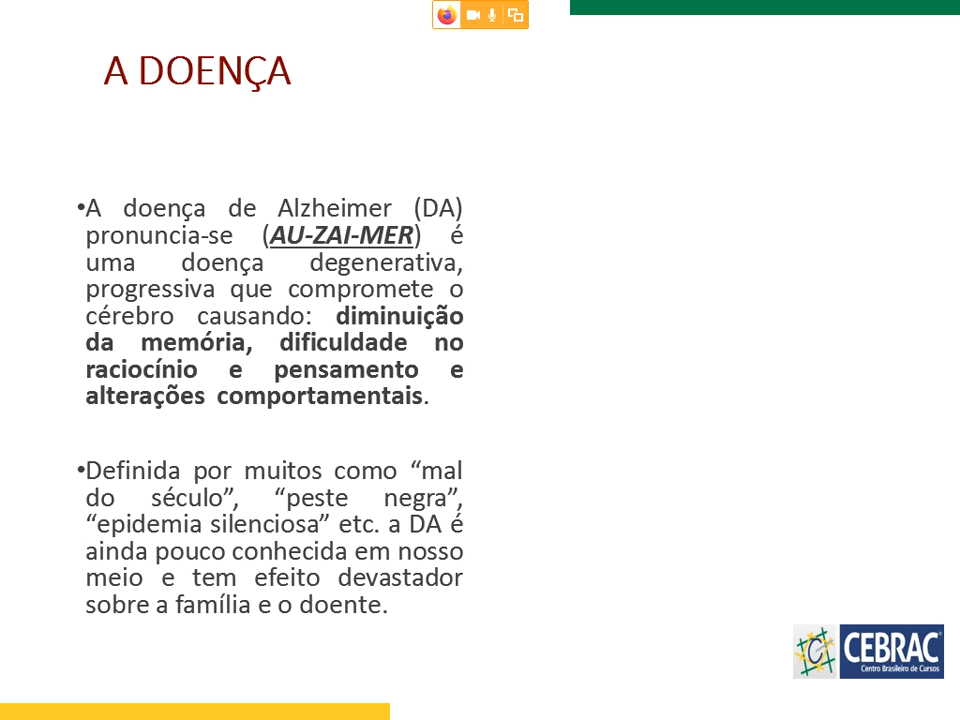 A DOENÇA
•A doença de Alzheimer (DA)
pronuncia-se (AU-ZAI-MER) é
uma doença degenerativa,
progressiva que compromete o
cérebro causando: diminuição
da memória, dificuldade no
raciocínio e pensamento e
alterações comportamentais.
•Definida por muitos como “mal
do século”, “peste negra”,
“epidemia silenciosa” etc. a DA é
ainda pouco conhecida em nosso
meio e tem efeito devastador
sobre a família e o doente.
CEBRAC
Centro Brasileiro de Cursos